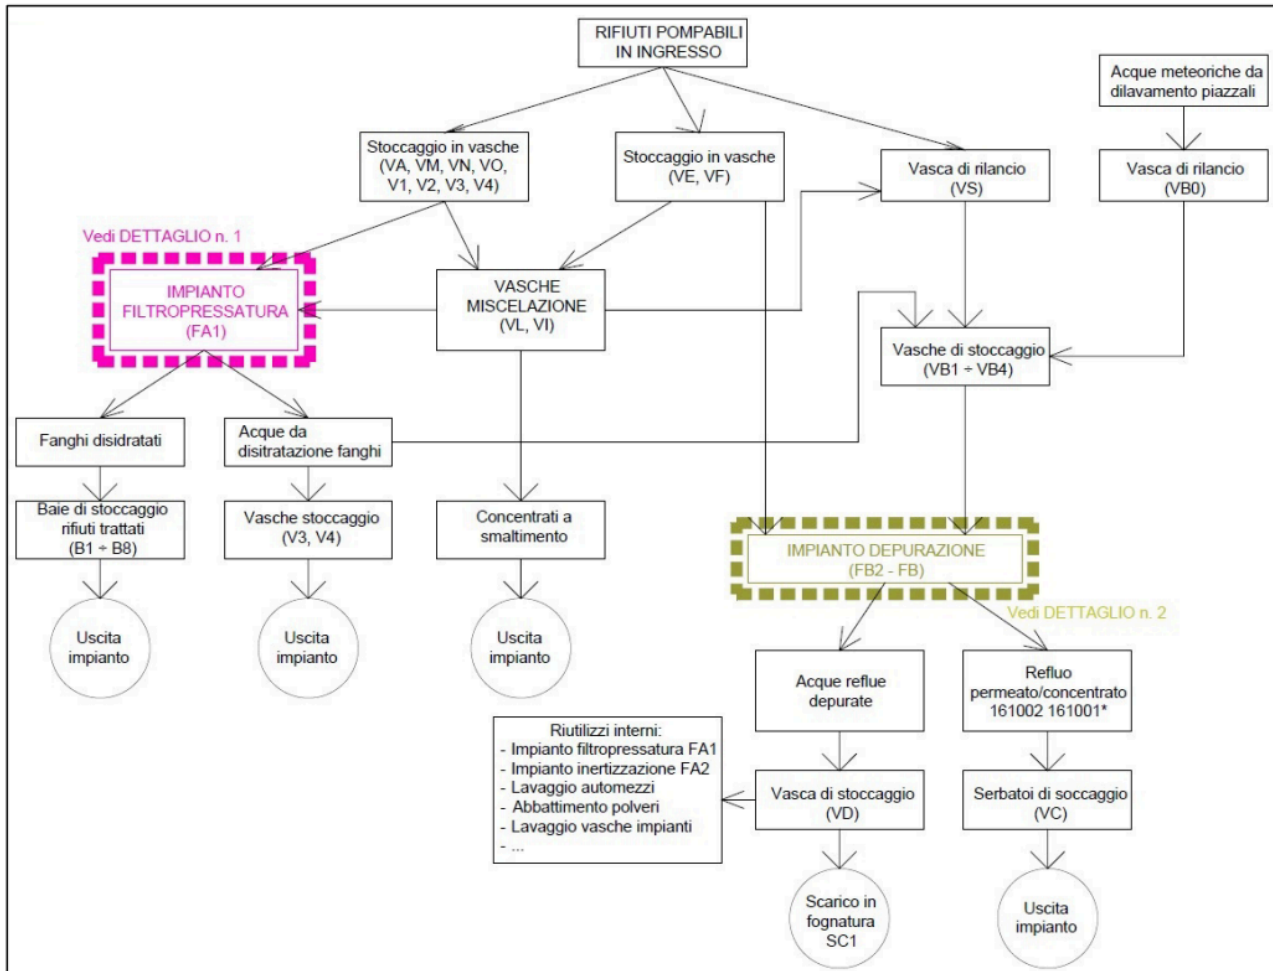 RIFIUTI POMPABILI
IN INGRESSO
Acque meteoriche da
dilavamento piazzali
Stoccaggio in vasche
(VA, VM, VN, VO,
V1, V2, V3, V4)
Stoccaggio in vasche
(VE, VF)
Vasca di rilancio
(VS)
Vasca di rilancio
(VB0)
Vedi DETTAGLIO n. 1
IMPIANTO
FILTROPRESSATURA
(FA1)
VASCHE
MISCELAZIONE
(VL, VI)
Vasche di stoccaggio
(VB1 ÷ VB4)
Fanghi disidratati
Acque da
disitratazione fanghi
Baie di stoccaggio
rifiuti trattati
(B1 ÷ B8)
Vasche stoccaggio
(V3, V4)
Concentrati a
smaltimento
IMPIANTO DEPURAZIONE
(FB2 - FB)
Vedi DETTAGLIO n. 2
Uscita
impianto
Uscita
impianto
Uscita
impianto
Acque reflue
depurate
Refluo
permeato/concentrato
161002 161001*
Riutilizzi interni:
- Impianto filtropressatura FA1
- Impianto inertizzazione FA2
- Lavaggio automezzi
- Abbattimento polveri
- Lavaggio vasche impianti
- ...
Vasca di stoccaggio
(VD)
Serbatoi di soccaggio
(VC)
Scarico in
fognatura
SC1
Uscita
impianto